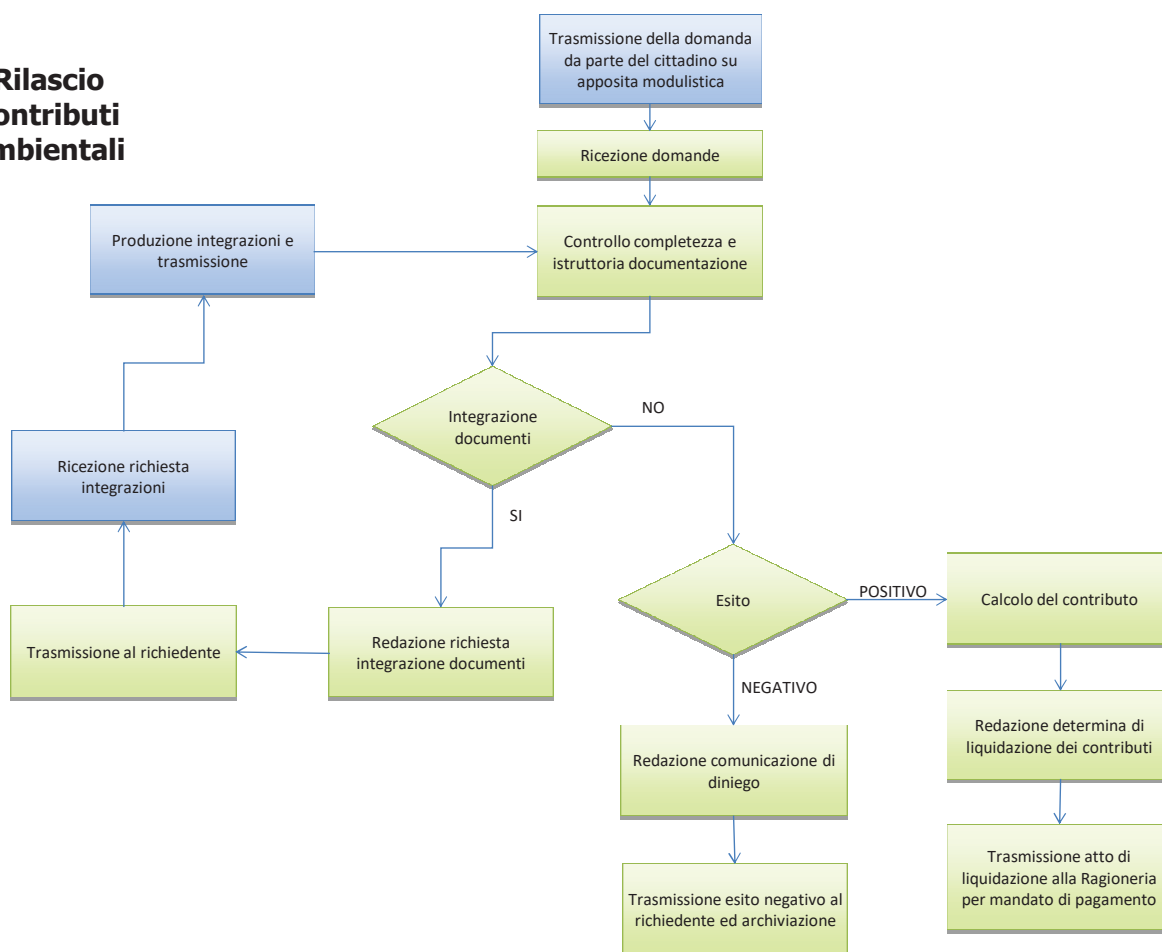 Rilascio
ontributi
mbientali
Trasmissione della domanda
da parte del cittadino su
apposita modulistica
Ricezione domande
Produzione integrazioni e
trasmissione
Controllo completezza e
istruttoria documentazione
Integrazione
documenti
NO
Ricezione richiesta
integrazioni
SI
Esito
POSITIVO
Calcolo del contributo
Trasmissione al richiedente
Redazione richiesta
integrazione documenti
NEGATIVO
Redazione comunicazione di
diniego
Redazione determina di
liquidazione dei contributi
Trasmissione esito negativo al
richiedente ed archiviazione
Trasmissione atto di
liquidazione alla Ragioneria
per mandato di pagamento